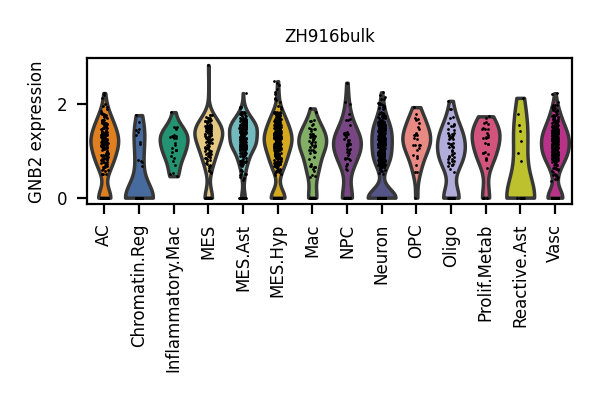 ZH916bulk
GNB2 expression
2
0
AC
Chromatin.Reg
Inflammatory.Mac
MES
MES.Ast
MES.Hyp
Mac
NPC
Neuron
OPC
Oligo
Prolif.Metab
Reactive.Ast
Vasc